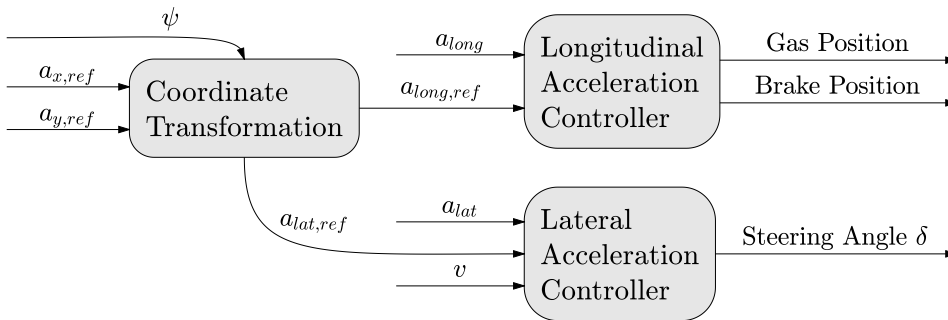 ψ
a_{x,ref}
a_{y,ref}
Coordinate
Transformation
a_{long}
a_{long,ref}
Longitudinal
Acceleration
Controller
Gas Position
Brake Position
a_{lat,ref}
a_{lat}
v
Lateral
Acceleration
Controller
Steering Angle δ